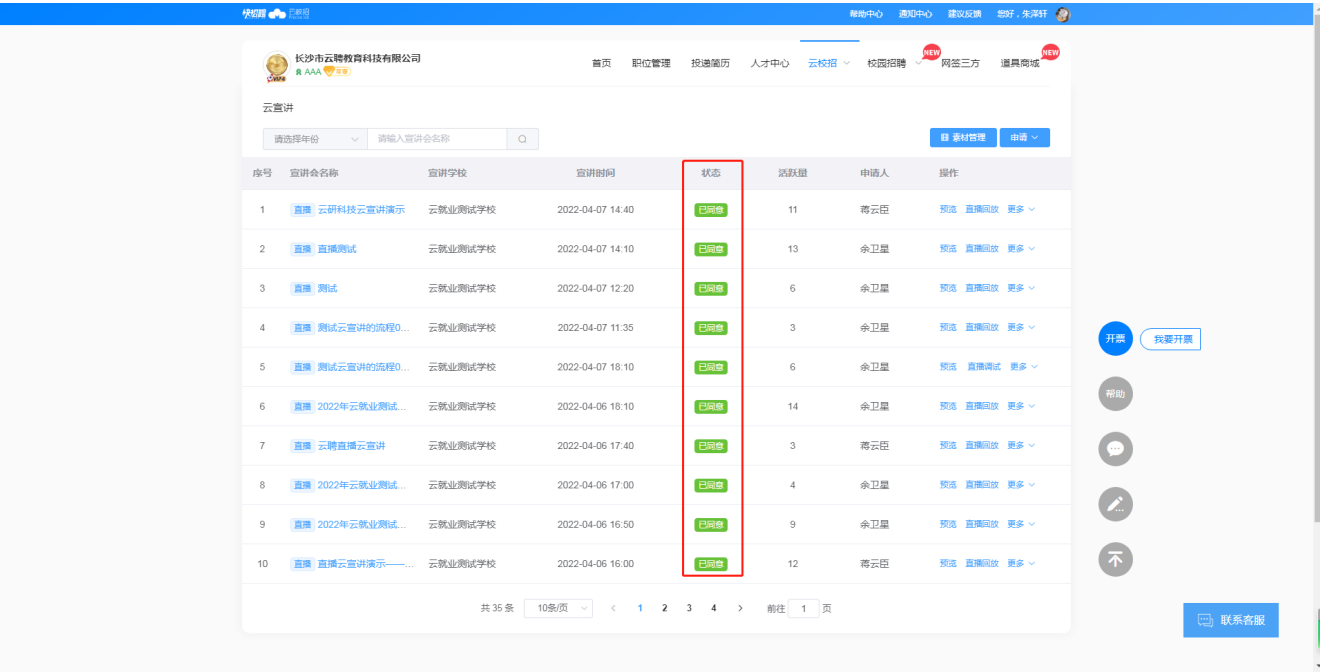 快招聘 云校招 帮助中心 通知中心 建议反馈 您好，朱泽轩
长沙市云聘教育科技有限公司
AAA
首页 职位管理 投递简历 人才中心 云校招 校园招聘 NEW 网签三方 道具商城 NEW
云宣讲
请选择年份 请输入宣讲会名称 素材管理 申请
序号 宣讲会名称 宣讲学校 宣讲时间 状态 活跃量 申请人 操作
1 直播 云研科技云宣讲演示 云就业测试学校 2022-04-07 14:40 已同意 11 蒋云臣 预览 直播回放 更多
2 直播 直播测试 云就业测试学校 2022-04-07 14:10 已同意 13 余卫星 预览 直播回放 更多
3 直播 测试 云就业测试学校 2022-04-07 12:20 已同意 6 余卫星 预览 直播回放 更多
4 直播 测试云宣讲的流程0... 云就业测试学校 2022-04-07 11:35 已同意 3 余卫星 预览 直播回放 更多
5 直播 测试云宣讲的流程0... 云就业测试学校 2022-04-07 18:10 已同意 6 余卫星 预览 直播调试 更多
6 直播 2022年云就业测试... 云就业测试学校 2022-04-06 18:10 已同意 14 余卫星 预览 直播回放 更多
7 直播 云聘直播云宣讲 云就业测试学校 2022-04-06 17:40 已同意 3 蒋云臣 预览 直播回放 更多
8 直播 2022年云就业测试... 云就业测试学校 2022-04-06 17:00 已同意 4 余卫星 预览 直播回放 更多
9 直播 2022年云就业测试... 云就业测试学校 2022-04-06 16:50 已同意 9 余卫星 预览 直播回放 更多
10 直播 直播云宣讲演示——... 云就业测试学校 2022-04-06 16:00 已同意 12 蒋云臣 预览 直播回放 更多
共 35 条 10条/页 1 2 3 4 前往 1 页
开票 我要开票
帮助
联系客服